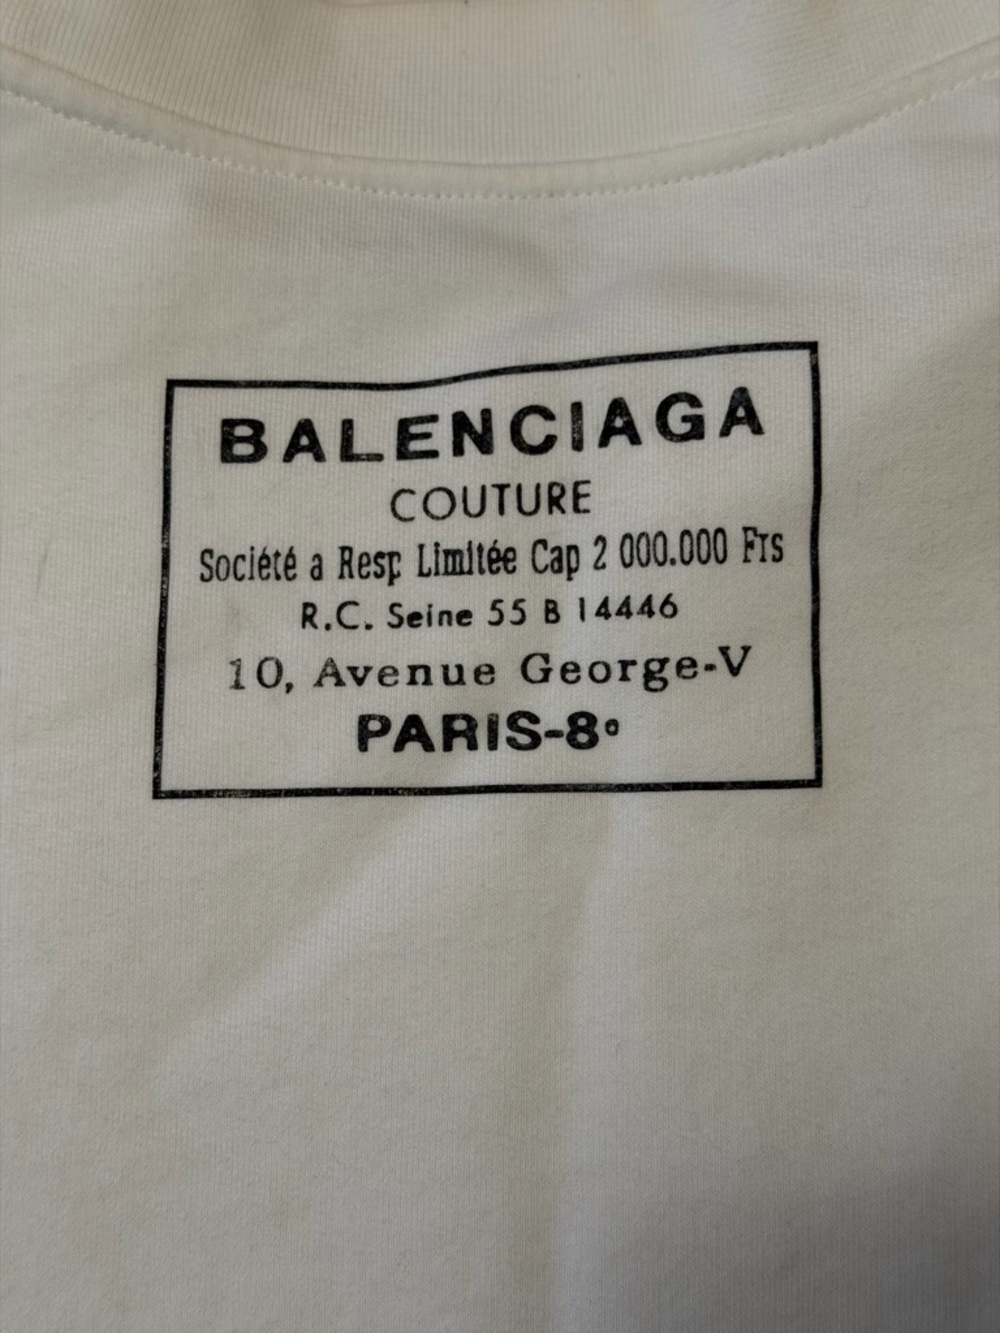 BALENCIAGA
COUTURE
Société a Resp Limitée Cap 2 000.000 Frs
R.C. Seine 55 B 14446
10, Avenue George-V
PARIS-8°